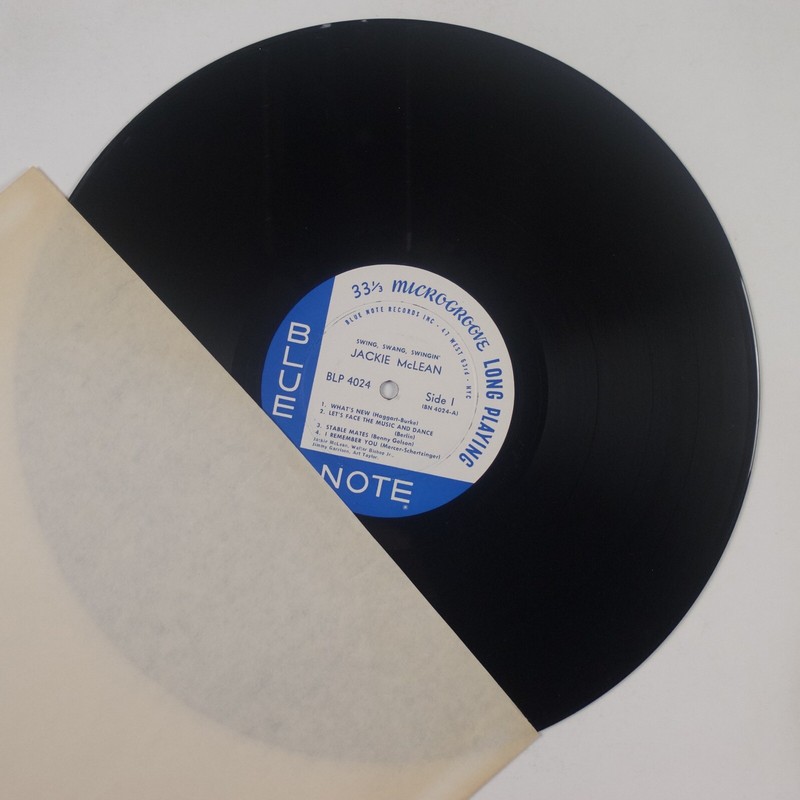 33⅓ MICROGROOVE LONG PLAYING
BLUE NOTE RECORDS INC · 47 WEST 63rd · NYC
SWING, SWANG, SWINGIN'
JACKIE McLEAN
BLP 4024
Side 1
(BN 4024-A)
1. WHAT'S NEW (Haggart-Burke)
2. LET'S FACE THE MUSIC AND DANCE
(Berlin)
3. STABLE MATES (Benny Golson)
4. I REMEMBER YOU (Mercer-Schertzinger)
Jackie McLean, Walter Bishop Jr.,
Jimmy Garrison, Art Taylor
BLUE
NOTE
®